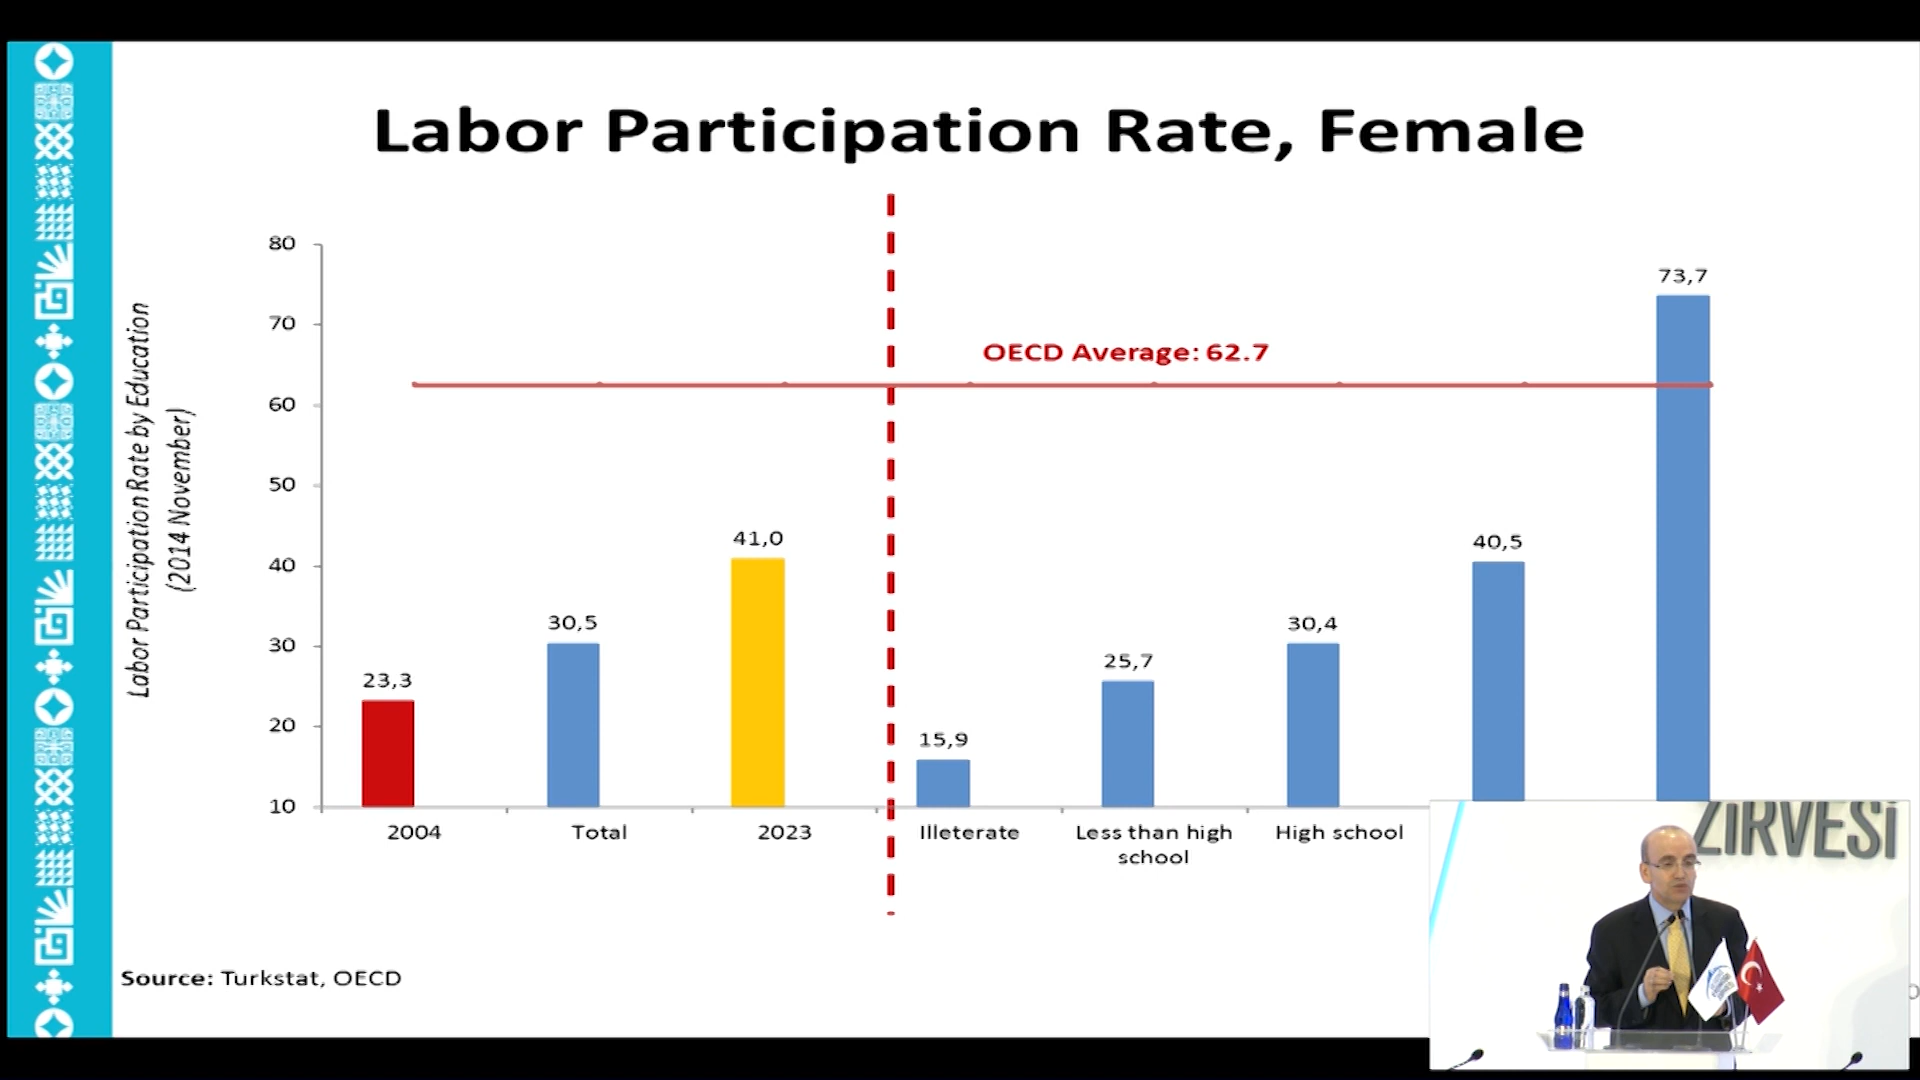 Labor Participation Rate, Female
Labor Participation Rate by Education
(2014 November)
80
70
60
50
40
30
20
10
OECD Average: 62.7
23,3
30,5
41,0
15,9
25,7
30,4
40,5
73,7
2004
Total
2023
Illeterate
Less than high
school
High school
Source: Turkstat, OECD
ZİRVESİ